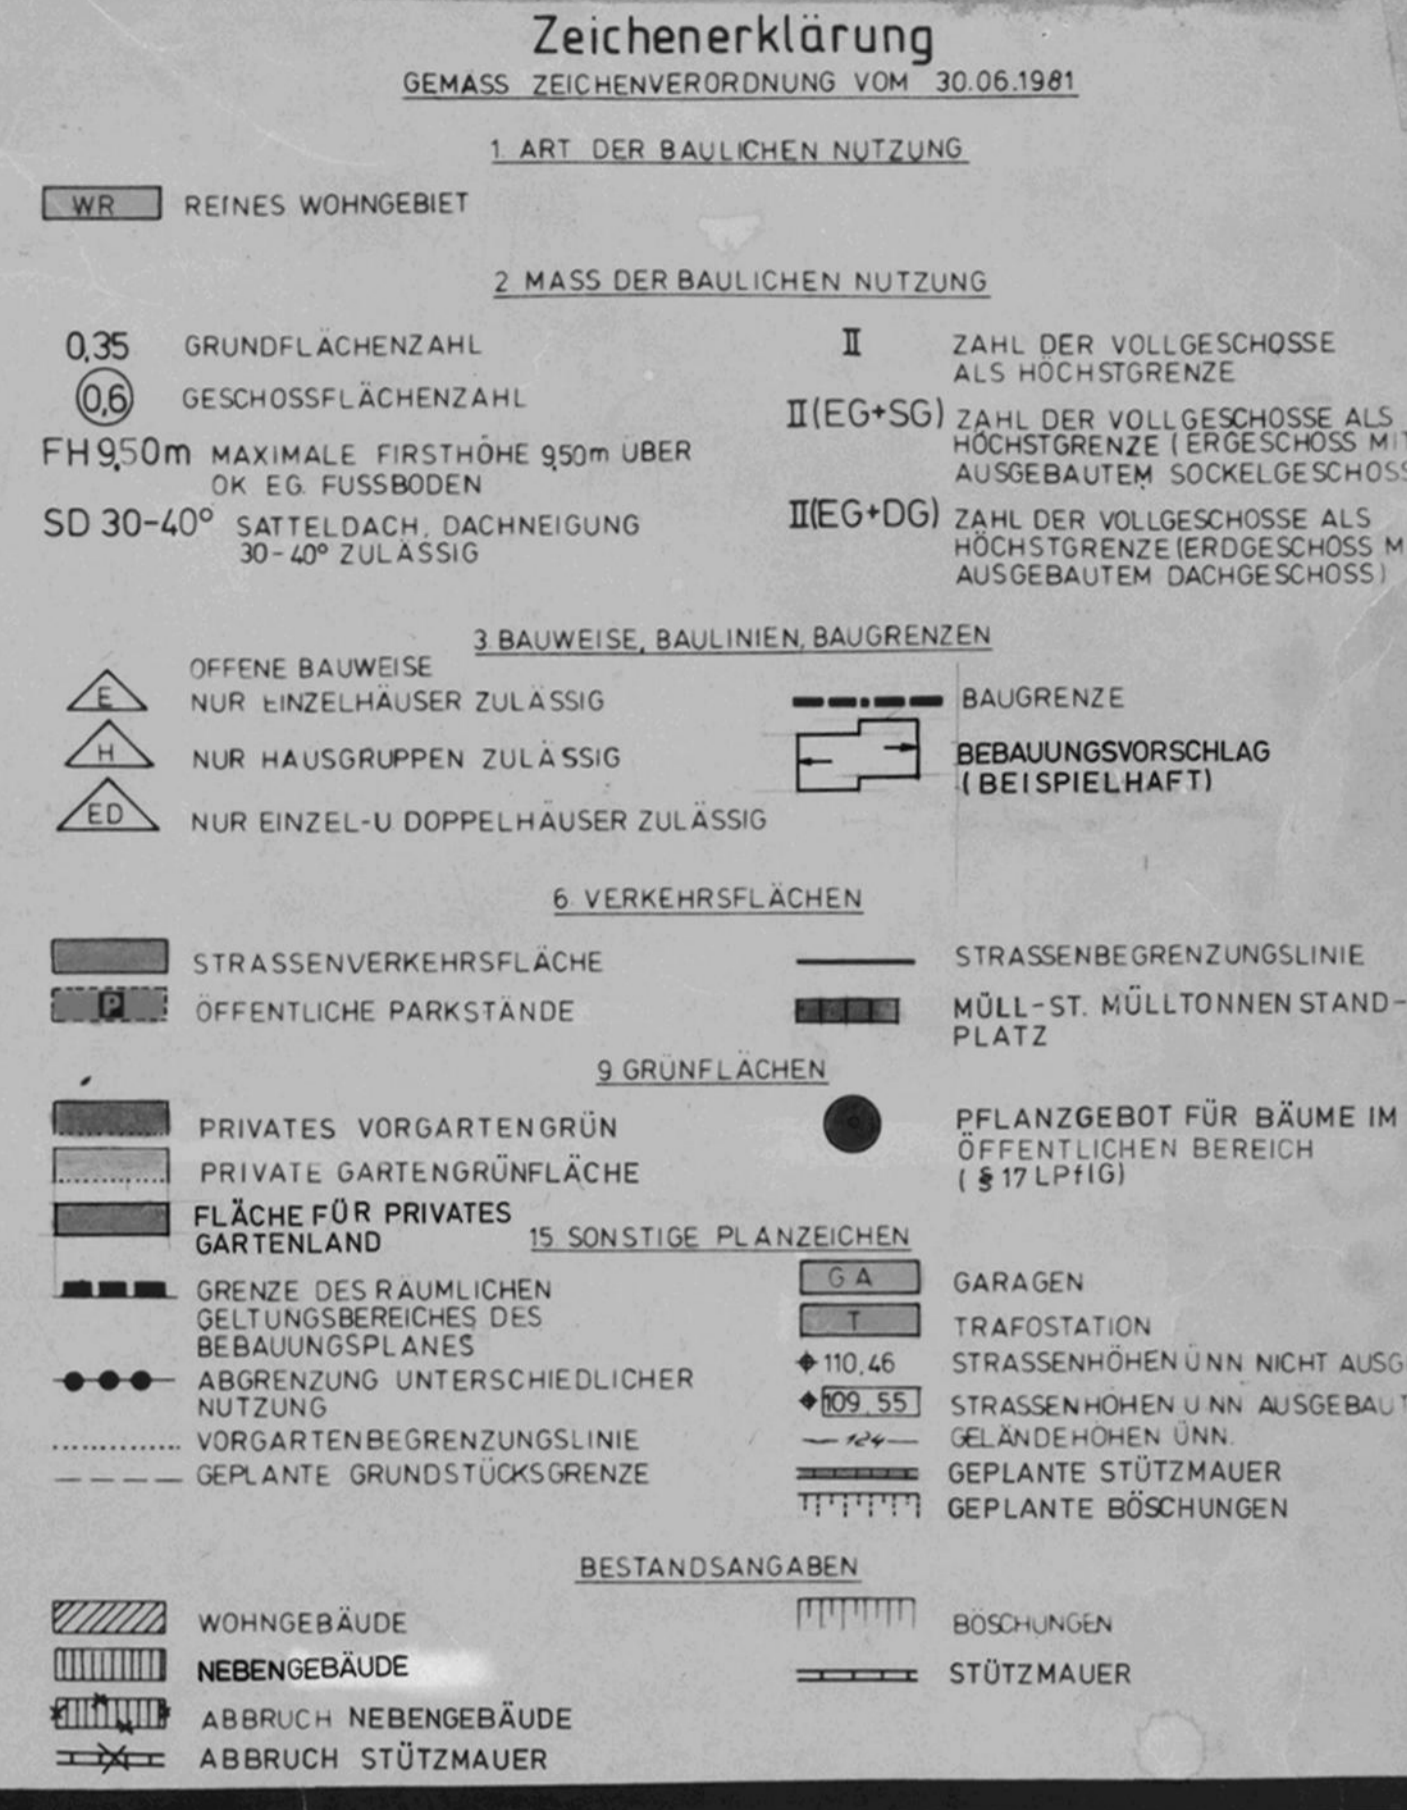 Zeichenerklärung
GEMÄSS ZEICHENVERORDNUNG VOM 30.06.1981
1. ART DER BAULICHEN NUTZUNG
WR REINES WOHNGEBIET
2 MASS DER BAULICHEN NUTZUNG
0,35 GRUNDFLÄCHENZAHL
0,6 GESCHOSSFLÄCHENZAHL
FH 9,50m MAXIMALE FIRSTHÖHE 9,50m ÜBER
OK EG. FUSSBODEN
SD 30-40° SATTELDACH, DACHNEIGUNG
30-40° ZULÄSSIG
II ZAHL DER VOLLGESCHOSSE
ALS HÖCHSTGRENZE
II(EG+SG) ZAHL DER VOLLGESCHOSSE ALS
HÖCHSTGRENZE (ERGESCHOSS MIT
AUSGEBAUTEM SOCKELGESCHOSS
II(EG+DG) ZAHL DER VOLLGESCHOSSE ALS
HÖCHSTGRENZE(ERDGESCHOSS M
AUSGEBAUTEM DACHGESCHOSS)
3. BAUWEISE, BAULINIEN, BAUGRENZEN
OFFENE BAUWEISE
E NUR EINZELHÄUSER ZULÄSSIG
H NUR HAUSGRUPPEN ZULÄSSIG
ED NUR EINZEL-U. DOPPELHÄUSER ZULÄSSIG
BAUGRENZE
BEBAUUNGSVORSCHLAG
(BEISPIELHAFT)
6. VERKEHRSFLÄCHEN
STRASSENVERKEHRSFLÄCHE
P ÖFFENTLICHE PARKSTÄNDE
STRASSENBEGRENZUNGSLINIE
MÜLL-ST. MÜLLTONNENSTAND-
PLATZ
9 GRÜNFLÄCHEN
PRIVATES VORGARTENGRÜN
PRIVATE GARTENGRÜNFLÄCHE
FLÄCHE FÜR PRIVATES
GARTENLAND
PFLANZGEBOT FÜR BÄUME IM
ÖFFENTLICHEN BEREICH
(§ 17 LPflG)
15. SONSTIGE PLANZEICHEN
GRENZE DES RÄUMLICHEN
GELTUNGSBEREICHES DES
BEBAUUNGSPLANES
ABGRENZUNG UNTERSCHIEDLICHER
NUTZUNG
VORGARTENBEGRENZUNGSLINIE
GEPLANTE GRUNDSTÜCKSGRENZE
GA GARAGEN
T TRAFOSTATION
110,46 STRASSENHÖHEN ÜNN NICHT AUSG
109,55 STRASSENHÖHEN Ü NN AUSGEBAUT
124 GELÄNDEHÖHEN ÜNN.
GEPLANTE STÜTZMAUER
GEPLANTE BÖSCHUNGEN
BESTANDSANGABEN
WOHNGEBÄUDE
NEBENGEBÄUDE
ABBRUCH NEBENGEBÄUDE
ABBRUCH STÜTZMAUER
BÖSCHUNGEN
STÜTZMAUER